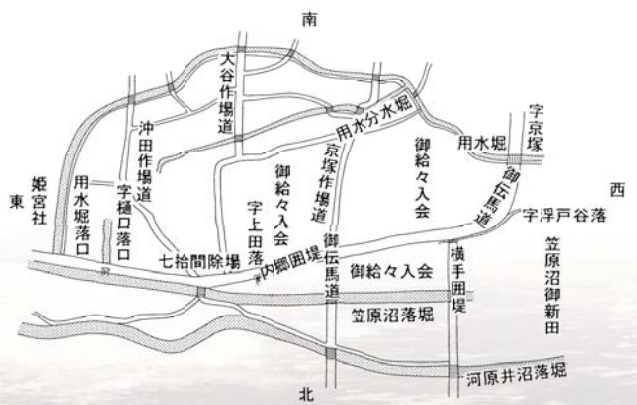 南
大谷作場道
沖田作場道
用水分水堀
京塚作場道
御給々入会
用水堀
字京塚
御伝馬道
西
字浮戸谷落
東
姫宮社
用水堀落口
字樋口落口
御給々入会
字上田落
七拾間除場
内郷囲堤
御伝馬道
御給々入会
横手囲堤
笠原沼御新田
笠原沼落堀
河原井沼落堀
北